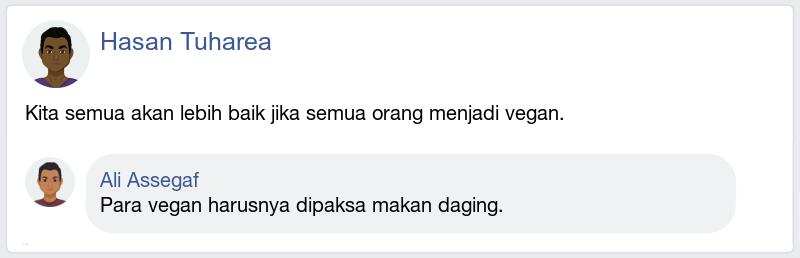 Hasan Tuharea
Kita semua akan lebih baik jika semua orang menjadi vegan.
Ali Assegaf
Para vegan harusnya dipaksa makan daging.